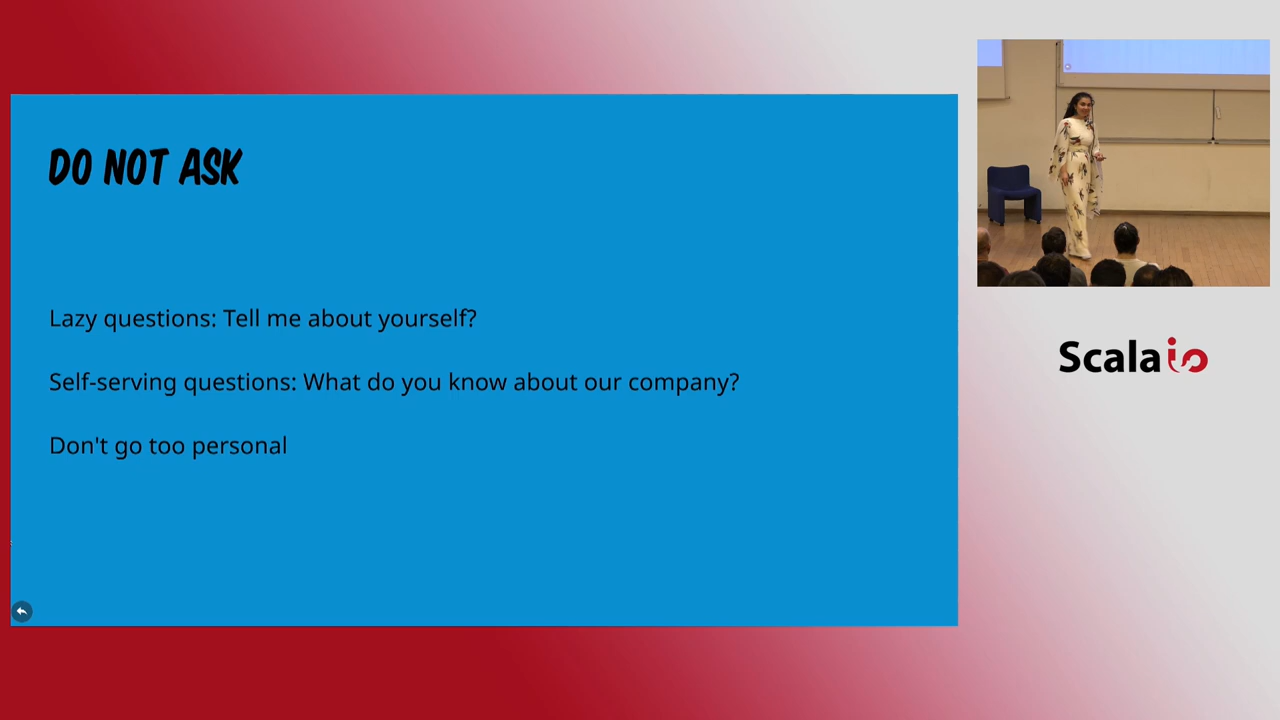 DO NOT ASK
Lazy questions: Tell me about yourself?
Self-serving questions: What do you know about our company?
Don't go too personal
Scala io